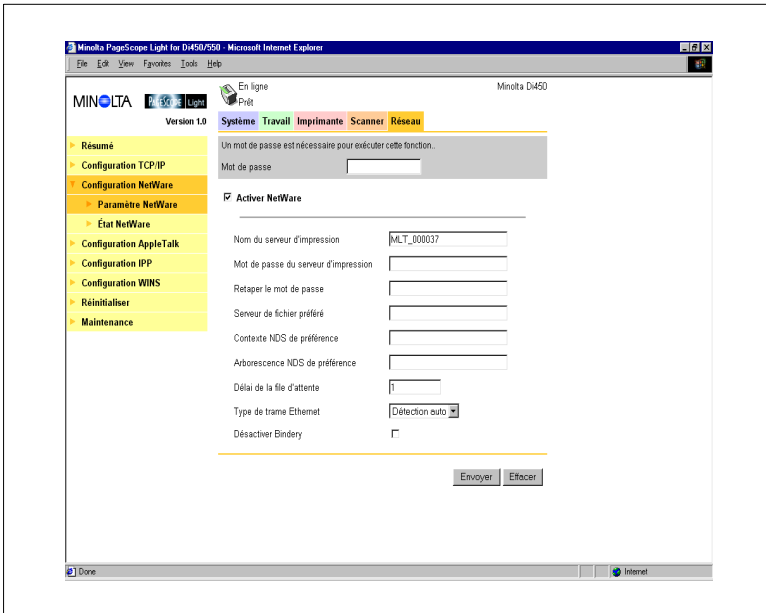 Minolta PageScope Light for Di450/550 - Microsoft Internet Explorer
File Edit View Favorites Tools Help
MINOLTA PAGESCOPE Light
Version 1.0
En ligne
Prêt
Minolta Di450
Système Travail Imprimante Scanner Réseau
Résumé
Configuration TCP/IP
Configuration NetWare
Paramètre NetWare
État NetWare
Configuration AppleTalk
Configuration IPP
Configuration WINS
Réinitialiser
Maintenance
Un mot de passe est nécessaire pour exécuter cette fonction..
Mot de passe
Activer NetWare
Nom du serveur d'impression MLT_000037
Mot de passe du serveur d'impression
Retaper le mot de passe
Serveur de fichier préféré
Contexte NDS de préférence
Arborescence NDS de préférence
Délai de la file d'attente 1
Type de trame Ethernet Détection auto
Désactiver Bindery
Envoyer Effacer
Done Internet